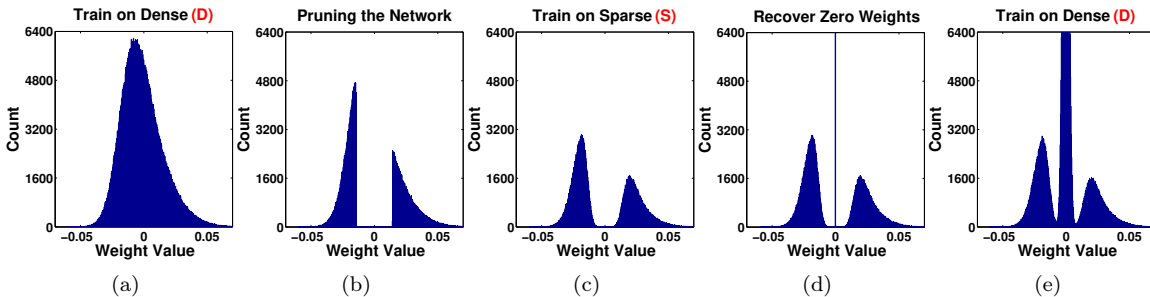 Train on Dense (D)
6400
4800
3200
1600
0
Count
−0.05 0 0.05
Weight Value
(a)
Pruning the Network
6400
4800
3200
1600
0
Count
−0.05 0 0.05
Weight Value
(b)
Train on Sparse (S)
6400
4800
3200
1600
0
Count
−0.05 0 0.05
Weight Value
(c)
Recover Zero Weights
6400
4800
3200
1600
0
Count
−0.05 0 0.05
Weight Value
(d)
Train on Dense (D)
6400
4800
3200
1600
0
Count
−0.05 0 0.05
Weight Value
(e)